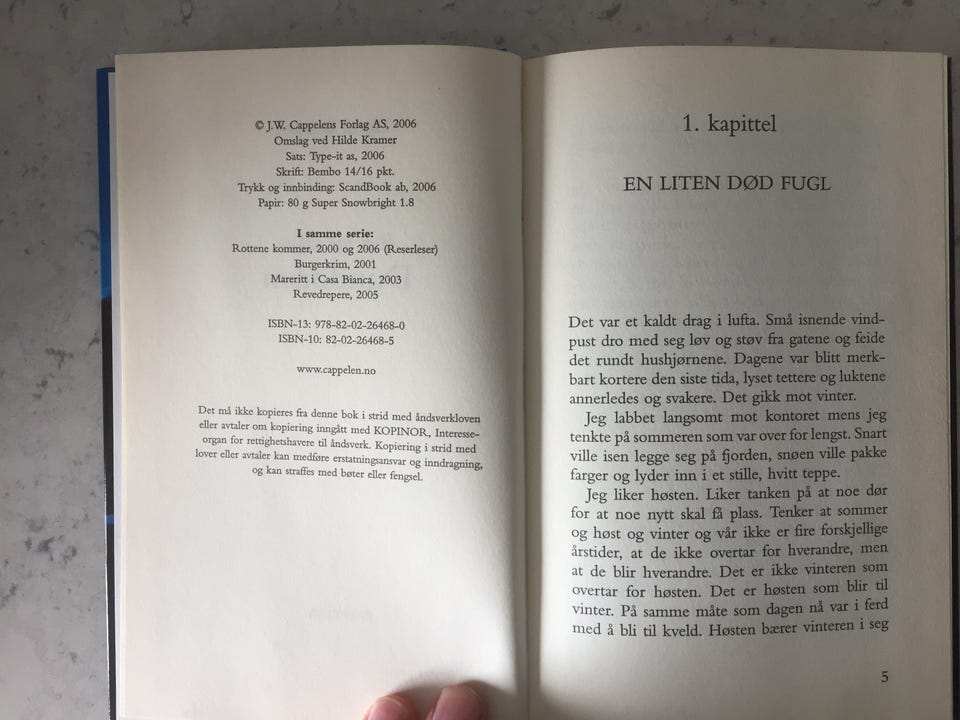 © J.W. Cappelens Forlag AS, 2006
Omslag ved Hilde Kramer
Sats: Type-it as, 2006
Skrift: Bembo 14/16 pkt.
Trykk og innbinding: ScandBook ab, 2006
Papir: 80 g Super Snowbright 1.8
I samme serie:
Rottene kommer, 2000 og 2006 (Reserleser)
Burgerkrim, 2001
Mareritt i Casa Bianca, 2003
Revedrepere, 2005
ISBN-13: 978-82-02-26468-0
ISBN-10: 82-02-26468-5
www.cappelen.no
Det må ikke kopieres fra denne bok i strid med åndsverkloven
eller avtaler om kopiering inngått med KOPINOR, Interesse-
organ for rettighetshavere til åndsverk. Kopiering i strid med
lover eller avtaler kan medføre erstatningsansvar og inndragning,
og kan straffes med bøter eller fengsel.
1. kapittel
EN LITEN DØD FUGL
Det var et kaldt drag i lufta. Små isnende vind-
pust dro med seg løv og støv fra gatene og feide
det rundt hushjørnene. Dagene var blitt merk-
bart kortere den siste tida, lyset tettere og luktene
annerledes og svakere. Det gikk mot vinter.
Jeg labbet langsomt mot kontoret mens jeg
tenkte på sommeren som var over for lengst. Snart
ville isen legge seg på fjorden, snøen ville pakke
farger og lyder inn i et stille, hvitt teppe.
Jeg liker høsten. Liker tanken på at noe dør
for at noe nytt skal få plass. Tenker at sommer
og høst og vinter og vår ikke er fire forskjellige
årstider, at de ikke overtar for hverandre, men
at de blir hverandre. Det er ikke vinteren som
overtar for høsten. Det er høsten som blir til
vinter. På samme måte som dagen nå var i ferd
med å bli til kveld. Høsten bærer vinteren i seg
5